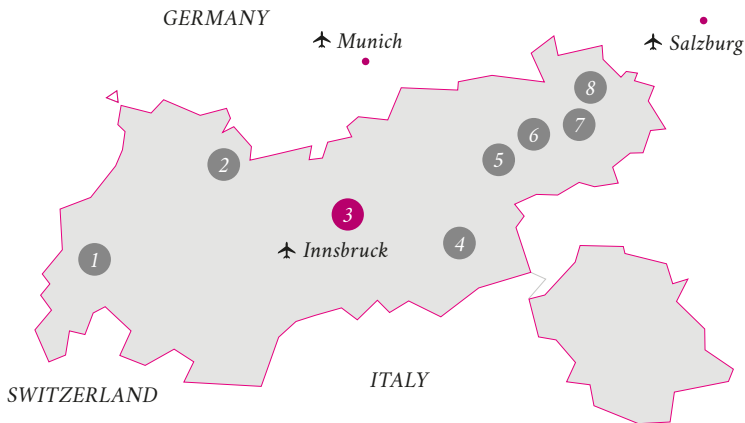 GERMANY
Munich
Salzburg
8
7
6
5
2
3
4
Innsbruck
1
ITALY
SWITZERLAND